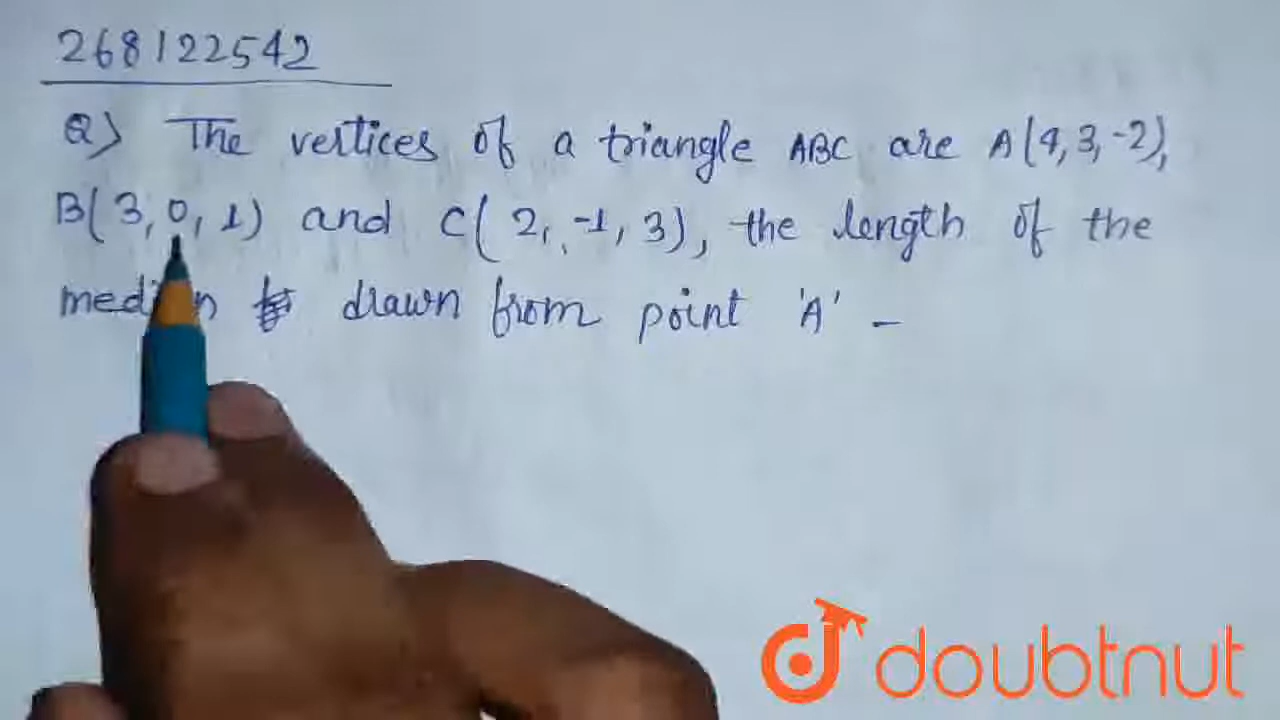 268122542
Q> The vertices of a triangle ABC are A(4,3,-2),
B(3,0,1) and C(2,-1,3), the length of the
drawn from point 'A' -
doubtnut